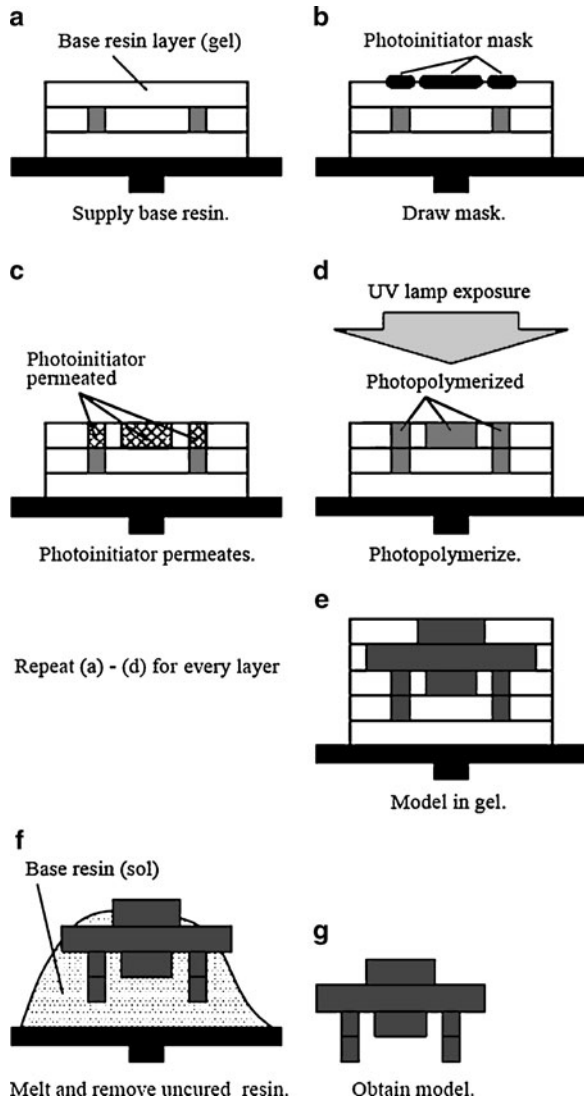 a
Base resin layer (gel)
Supply base resin.
b
Photoinitiator mask
Draw mask.
c
Photoinitiator
permeated
Photoinitiator permeates.
d
UV lamp exposure
Photopolymerized
Photopolymerize.
Repeat (a) - (d) for every layer
e
Model in gel.
f
Base resin (sol)
Melt and remove uncured resin.
g
Obtain model.